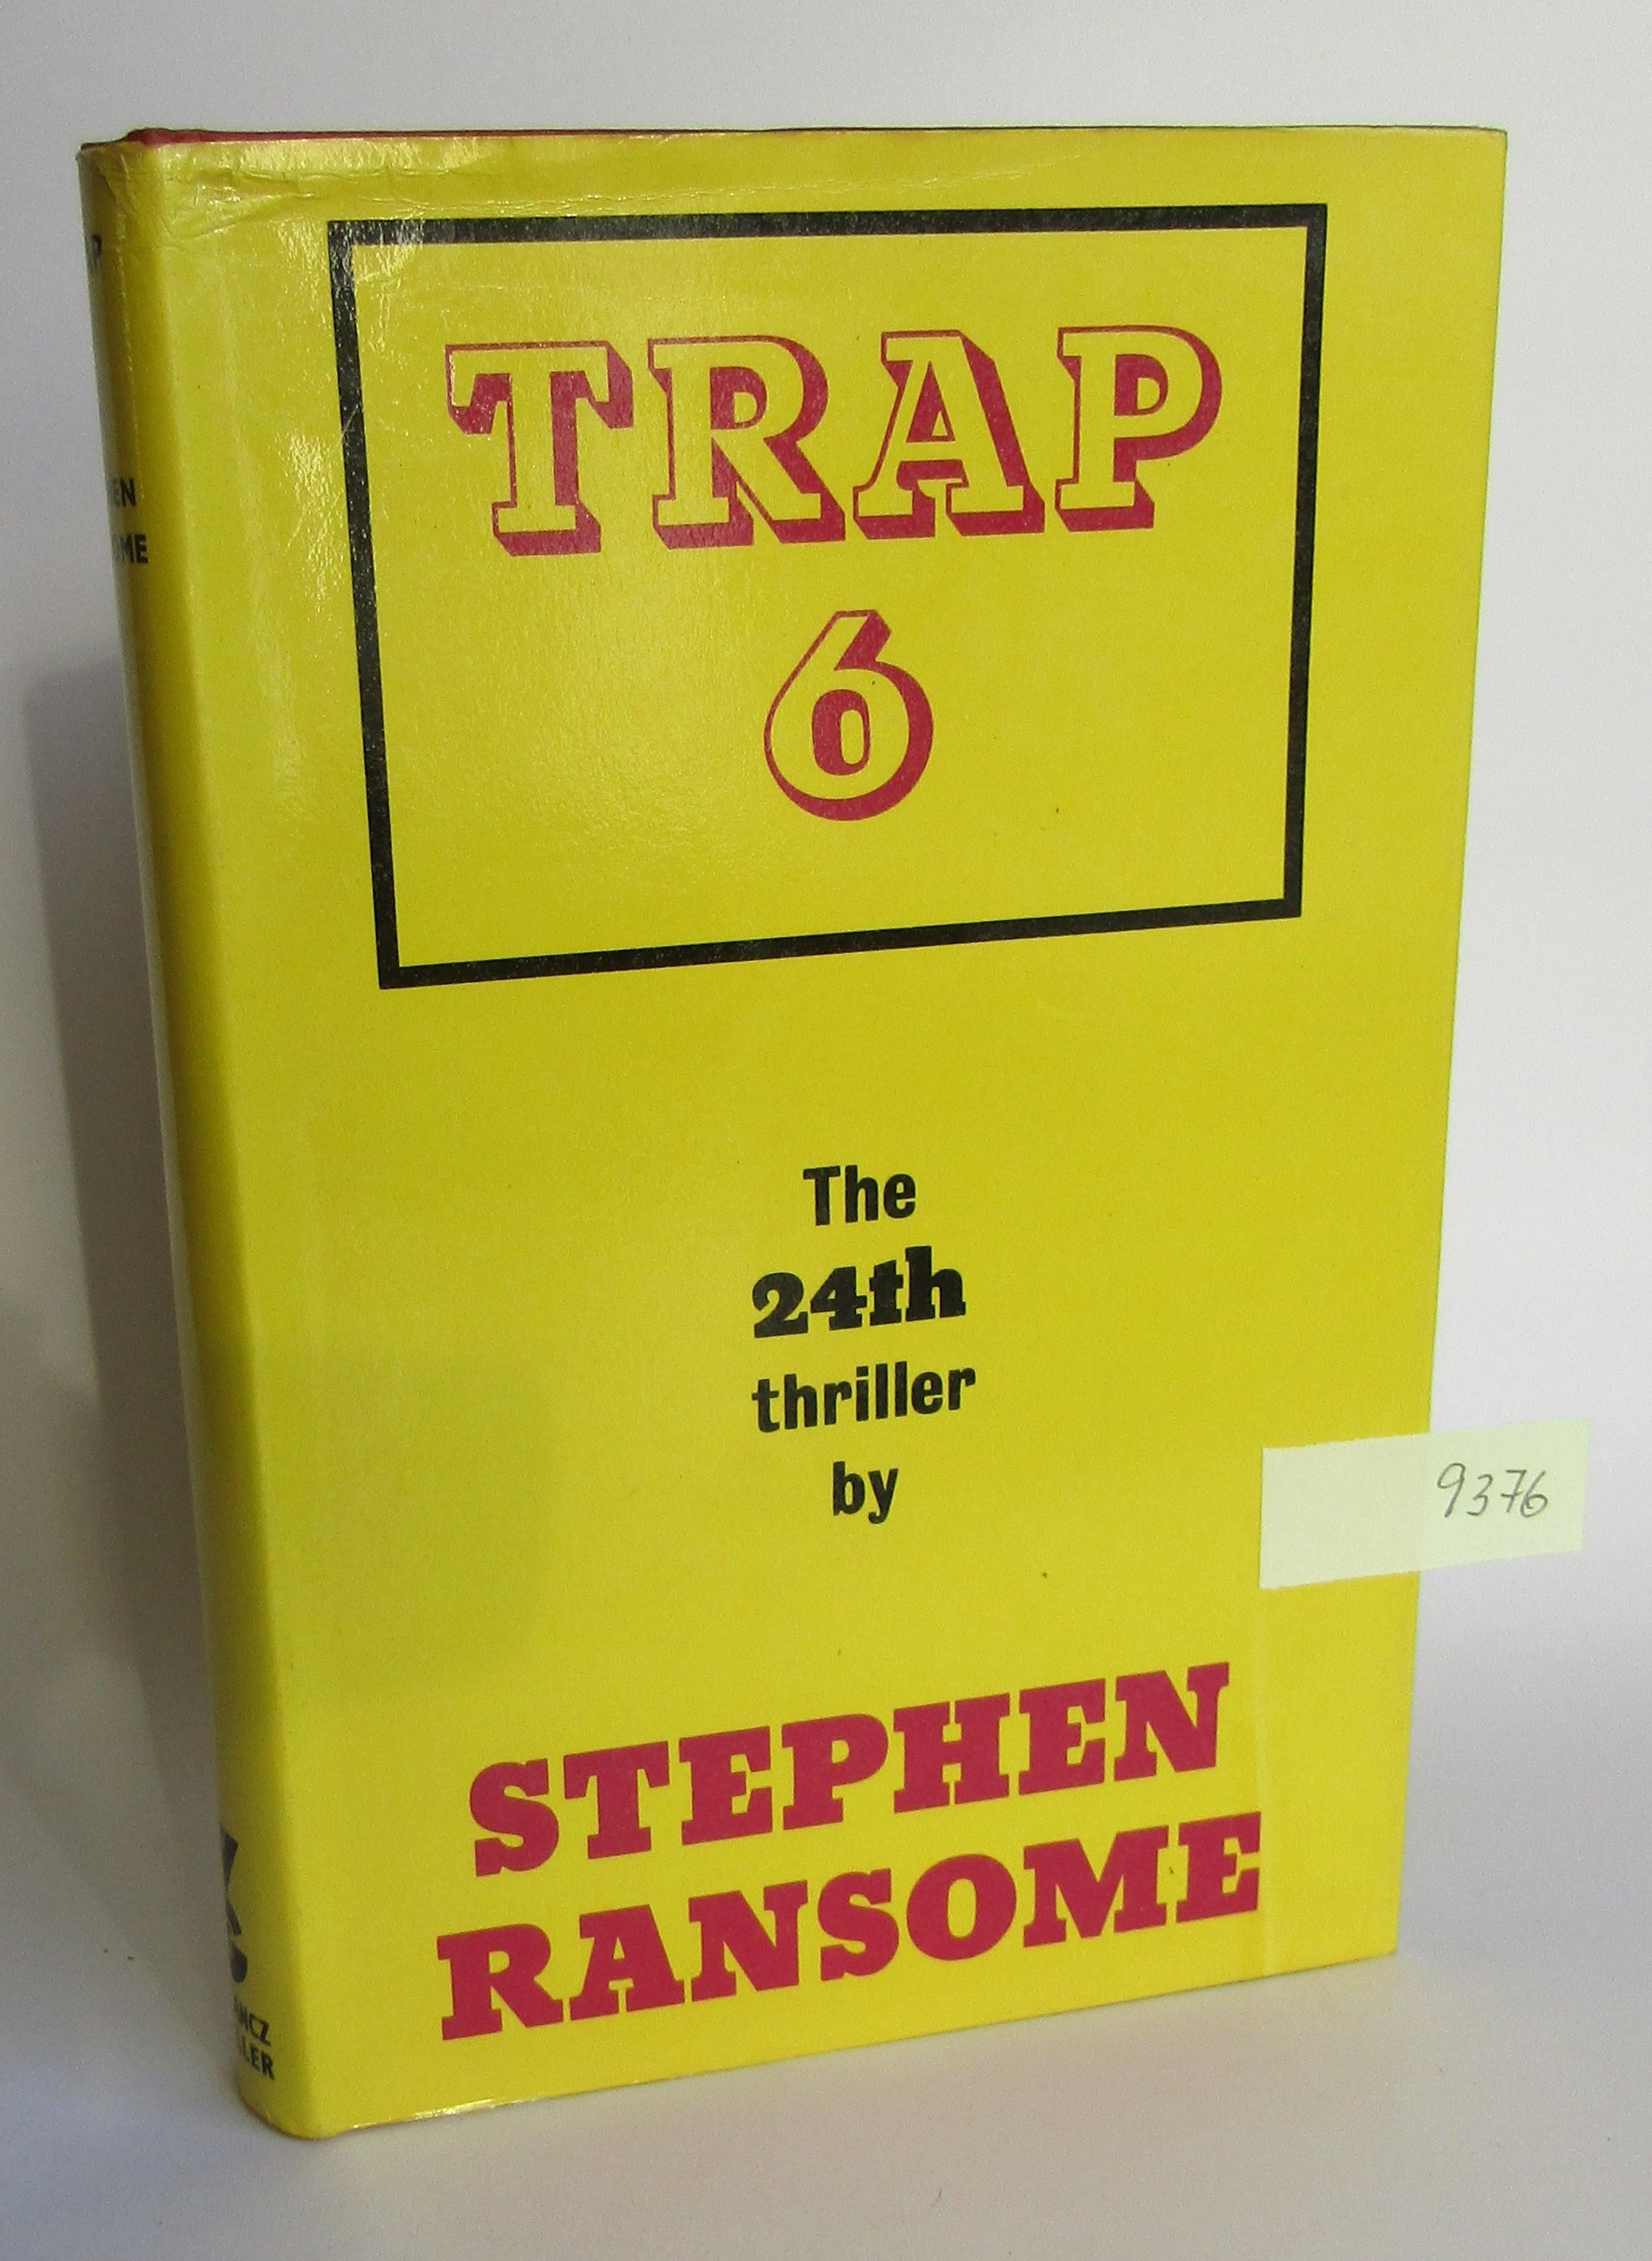 TRAP
6
The
24th
thriller
by
STEPHEN
RANSOME
9376